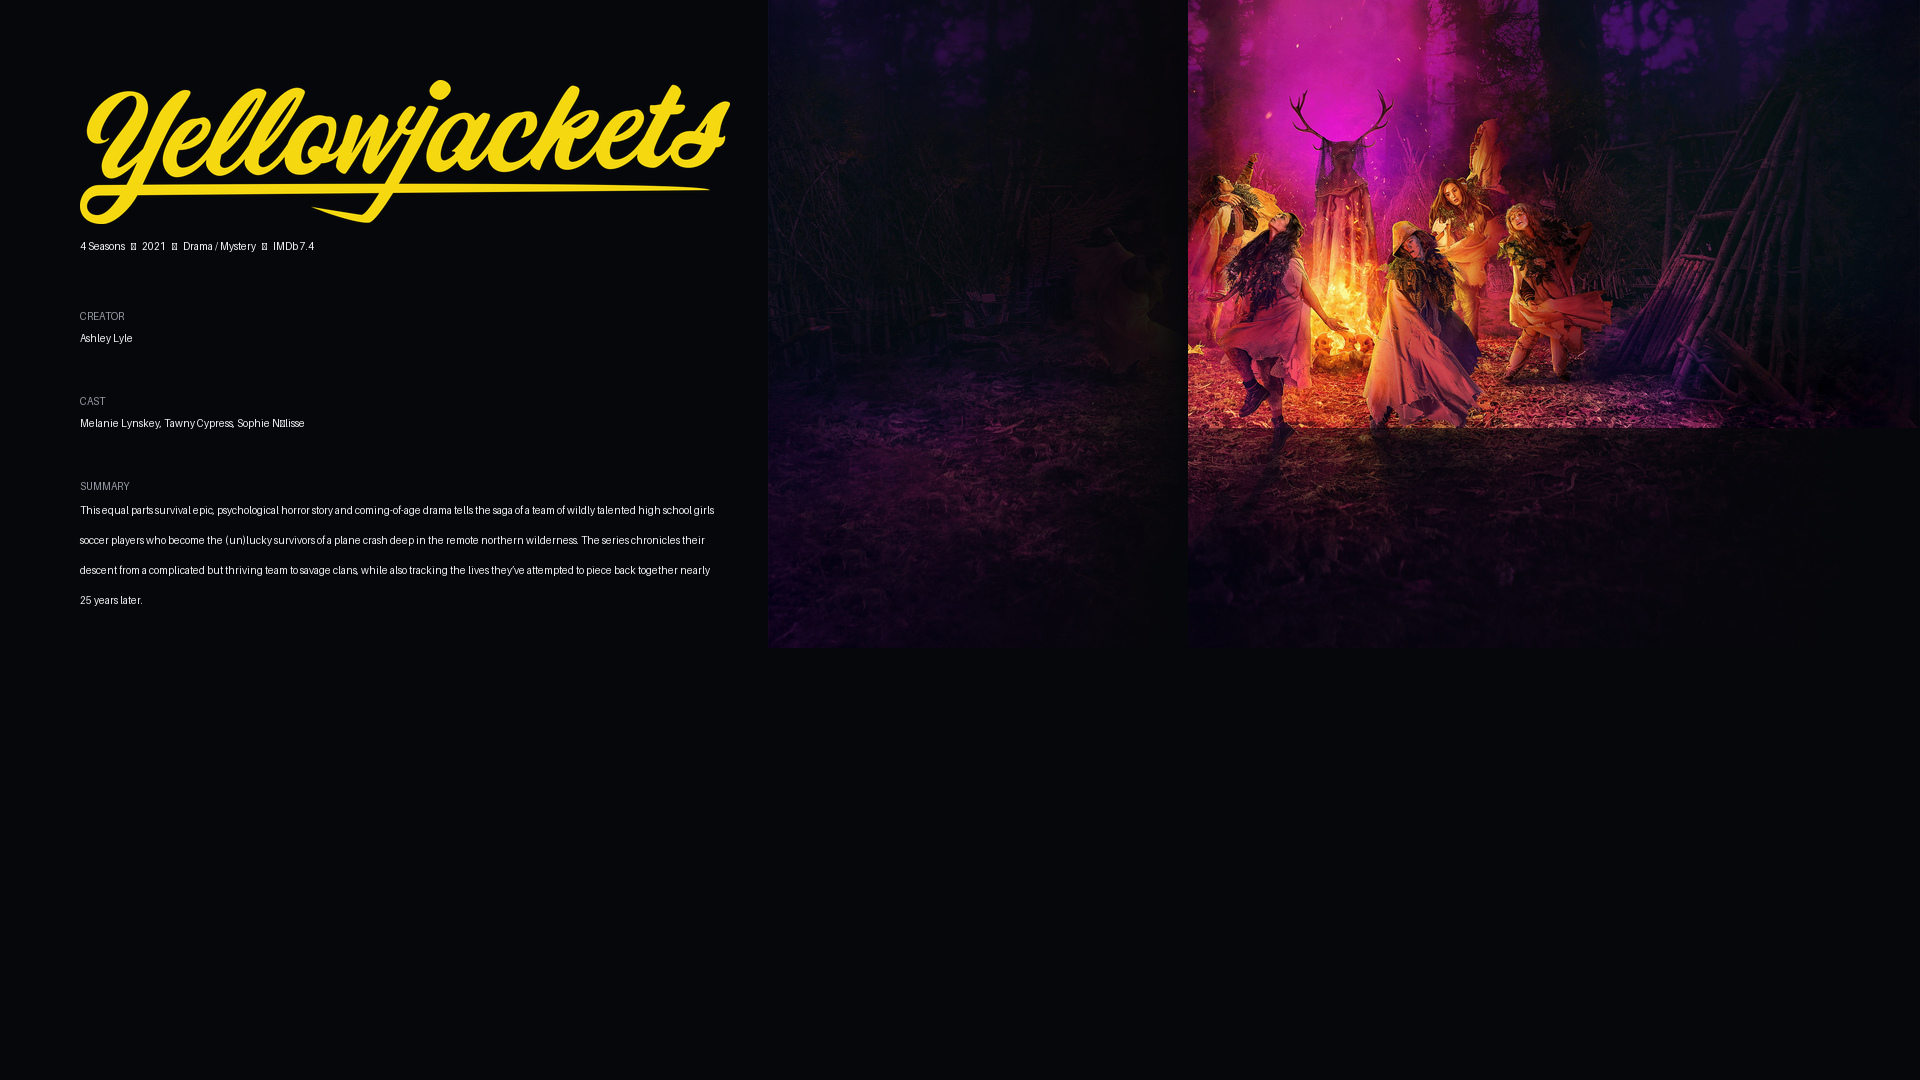 Yellowjackets
4 Seasons ▯ 2021 ▯ Drama / Mystery ▯ IMDb 7.4
CREATOR
Ashley Lyle
CAST
Melanie Lynskey, Tawny Cypress, Sophie N▯lisse
SUMMARY
This equal parts survival epic, psychological horror story and coming-of-age drama tells the saga of a team of wildly talented high school girls
soccer players who become the (un)lucky survivors of a plane crash deep in the remote northern wilderness. The series chronicles their
descent from a complicated but thriving team to savage clans, while also tracking the lives they’ve attempted to piece back together nearly
25 years later.